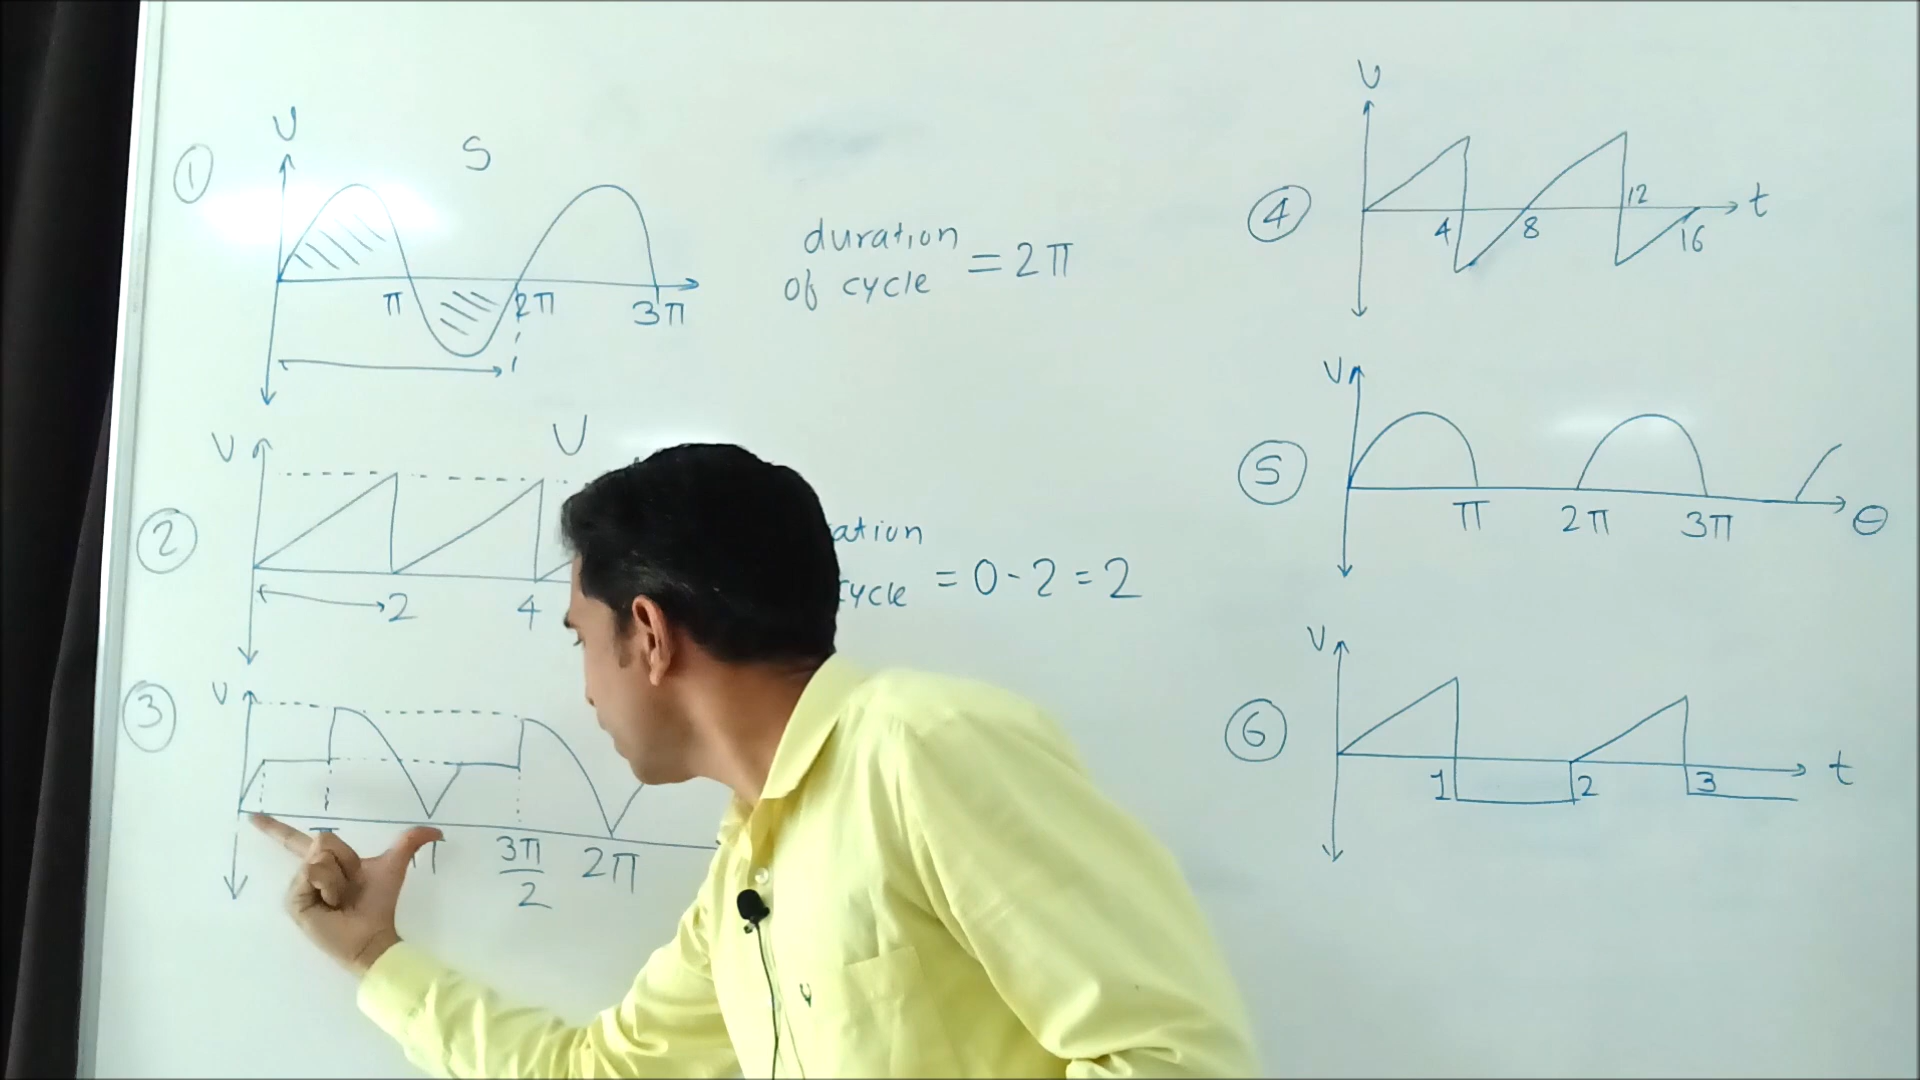 ① V S
π 2π 3π
duration
of cycle = 2π
② V U
2 4
ation
cycle = 0-2 = 2
③ V
π 3π/2 2π
④ V
4 8 12 16 t
⑤ V
π 2π 3π θ
⑥ V
1 2 3 t